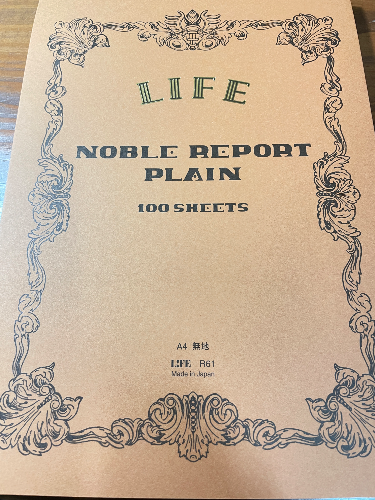 LIFE
NOBLE REPORT
PLAIN
100 SHEETS
A4 無地
LIFE R61
Made in Japan